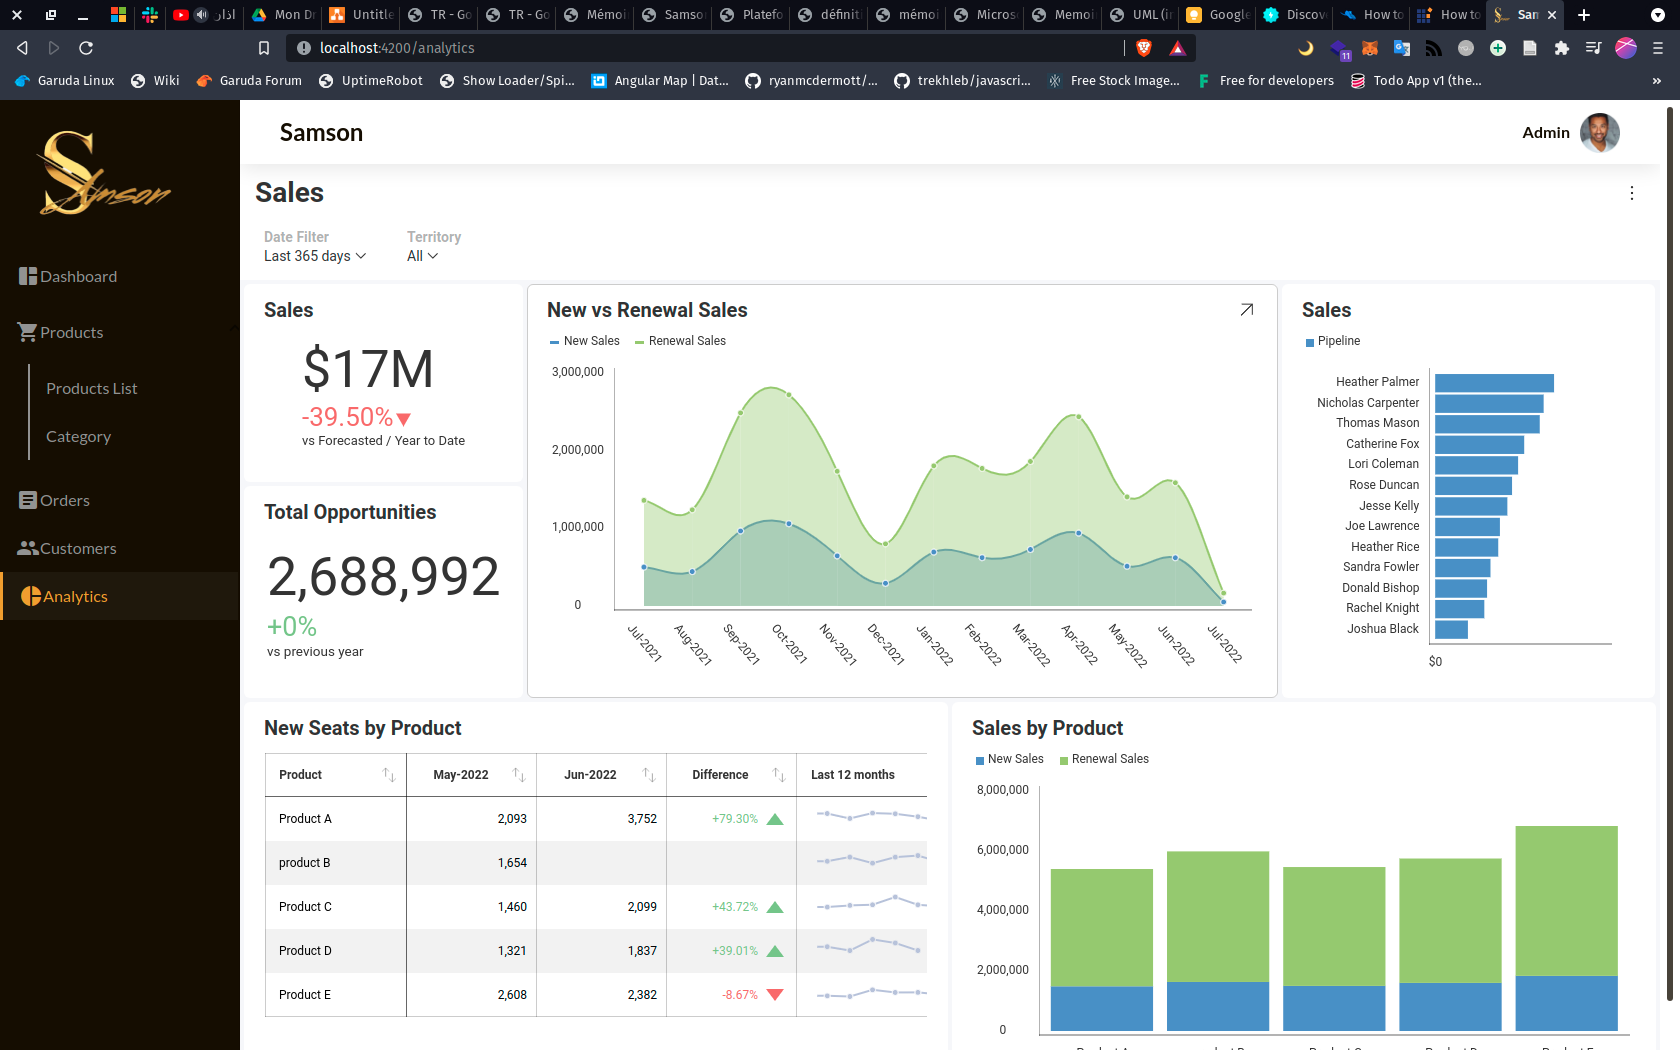 اذار
Mon Dr
Untitle
TR - Go
TR - Go
Mémoi
Samso
Platefo
définiti
mémoi
Micros
Memoi
UML (i
Google
Discov
How to
How to
Sam
localhost:4200/analytics
11
Garuda Linux
Wiki
Garuda Forum
UptimeRobot
Show Loader/Spi...
Angular Map | Dat...
ryanmcdermott/...
trekhleb/javascri...
Free Stock Image...
Free for developers
Todo App v1 (the...
»
Samson
Samson
Admin
Dashboard
Products
Products List
Category
Orders
Customers
Analytics
Sales
Date Filter
Last 365 days
Territory
All
Sales
$17M
-39.50%
vs Forecasted / Year to Date
Total Opportunities
2,688,992
+0%
vs previous year
New vs Renewal Sales
New Sales
Renewal Sales
3,000,000
2,000,000
1,000,000
0
Jul-2021
Aug-2021
Sep-2021
Oct-2021
Nov-2021
Dec-2021
Jan-2022
Feb-2022
Mar-2022
Apr-2022
May-2022
Jun-2022
Jul-2022
Sales
Pipeline
Heather Palmer
Nicholas Carpenter
Thomas Mason
Catherine Fox
Lori Coleman
Rose Duncan
Jesse Kelly
Joe Lawrence
Heather Rice
Sandra Fowler
Donald Bishop
Rachel Knight
Joshua Black
$0
New Seats by Product
Product May-2022 Jun-2022 Difference Last 12 months
Product A 2,093 3,752 +79.30%
product B 1,654
Product C 1,460 2,099 +43.72%
Product D 1,321 1,837 +39.01%
Product E 2,608 2,382 -8.67%
Sales by Product
New Sales
Renewal Sales
8,000,000
6,000,000
4,000,000
2,000,000
0